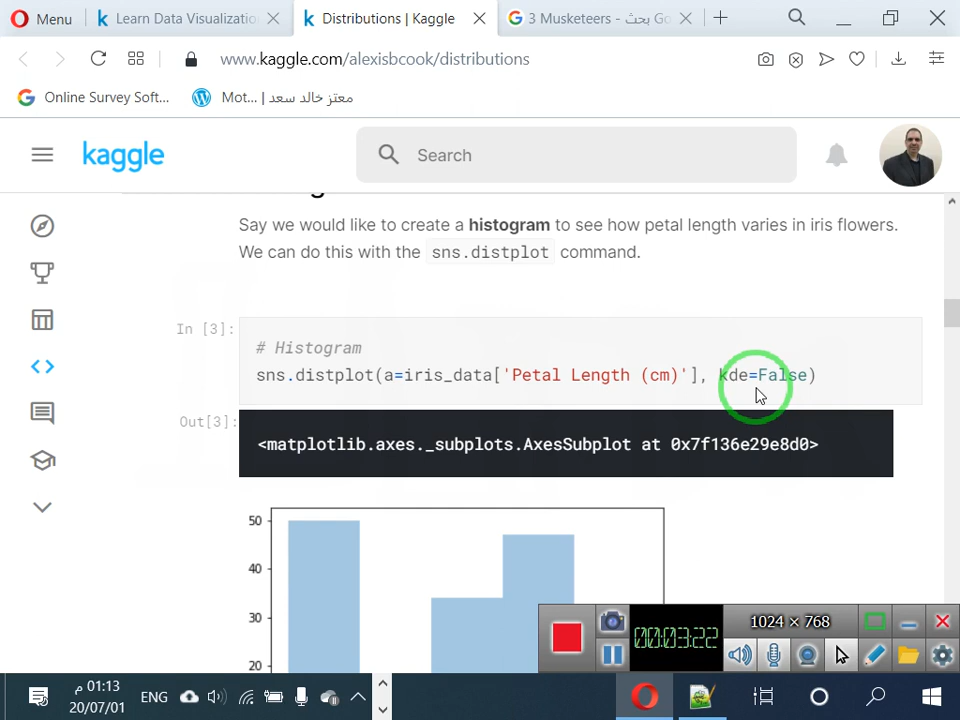 Menu
Learn Data Visualizatio
Distributions | Kaggle
3 Musketeers - بحث Go
www.kaggle.com/alexisbcook/distributions
Online Survey Soft...
Mot... | معتز خالد سعد
kaggle
Search
Say we would like to create a histogram to see how petal length varies in iris flowers.
We can do this with the sns.distplot command.
In [3]:
# Histogram
sns.distplot(a=iris_data['Petal Length (cm)'], kde=False)
Out[3]:
<matplotlib.axes._subplots.AxesSubplot at 0x7f136e29e8d0>
50
40
30
20
1024 × 768
00:03:22
01:13 م
ENG
20/07/01